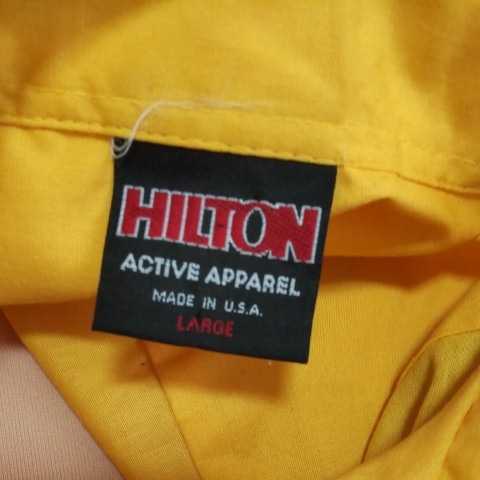 HILTON
ACTIVE APPAREL
MADE IN U.S.A.
LARGE